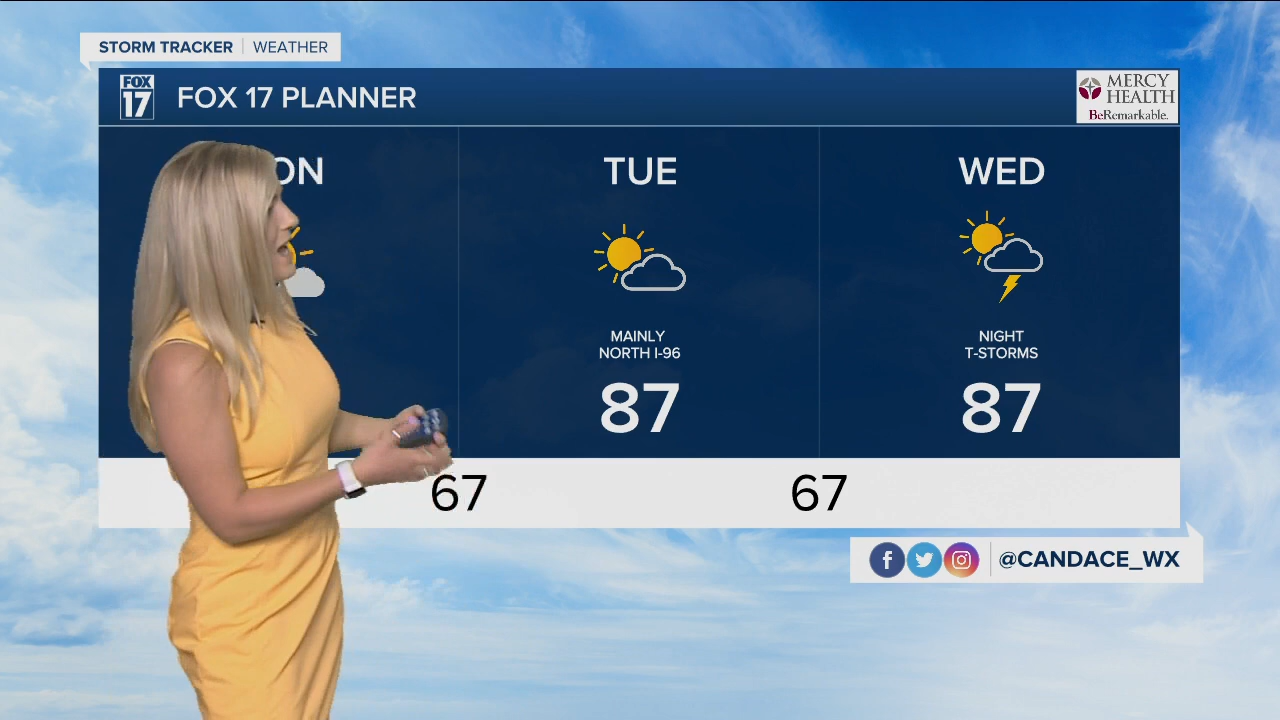 STORM TRACKER | WEATHER
FOX
17
FOX 17 PLANNER
MERCY
HEALTH
BeRemarkable.
ON
TUE
WED
MAINLY
NORTH I-96
NIGHT
T-STORMS
87
87
67
67
@CANDACE_WX